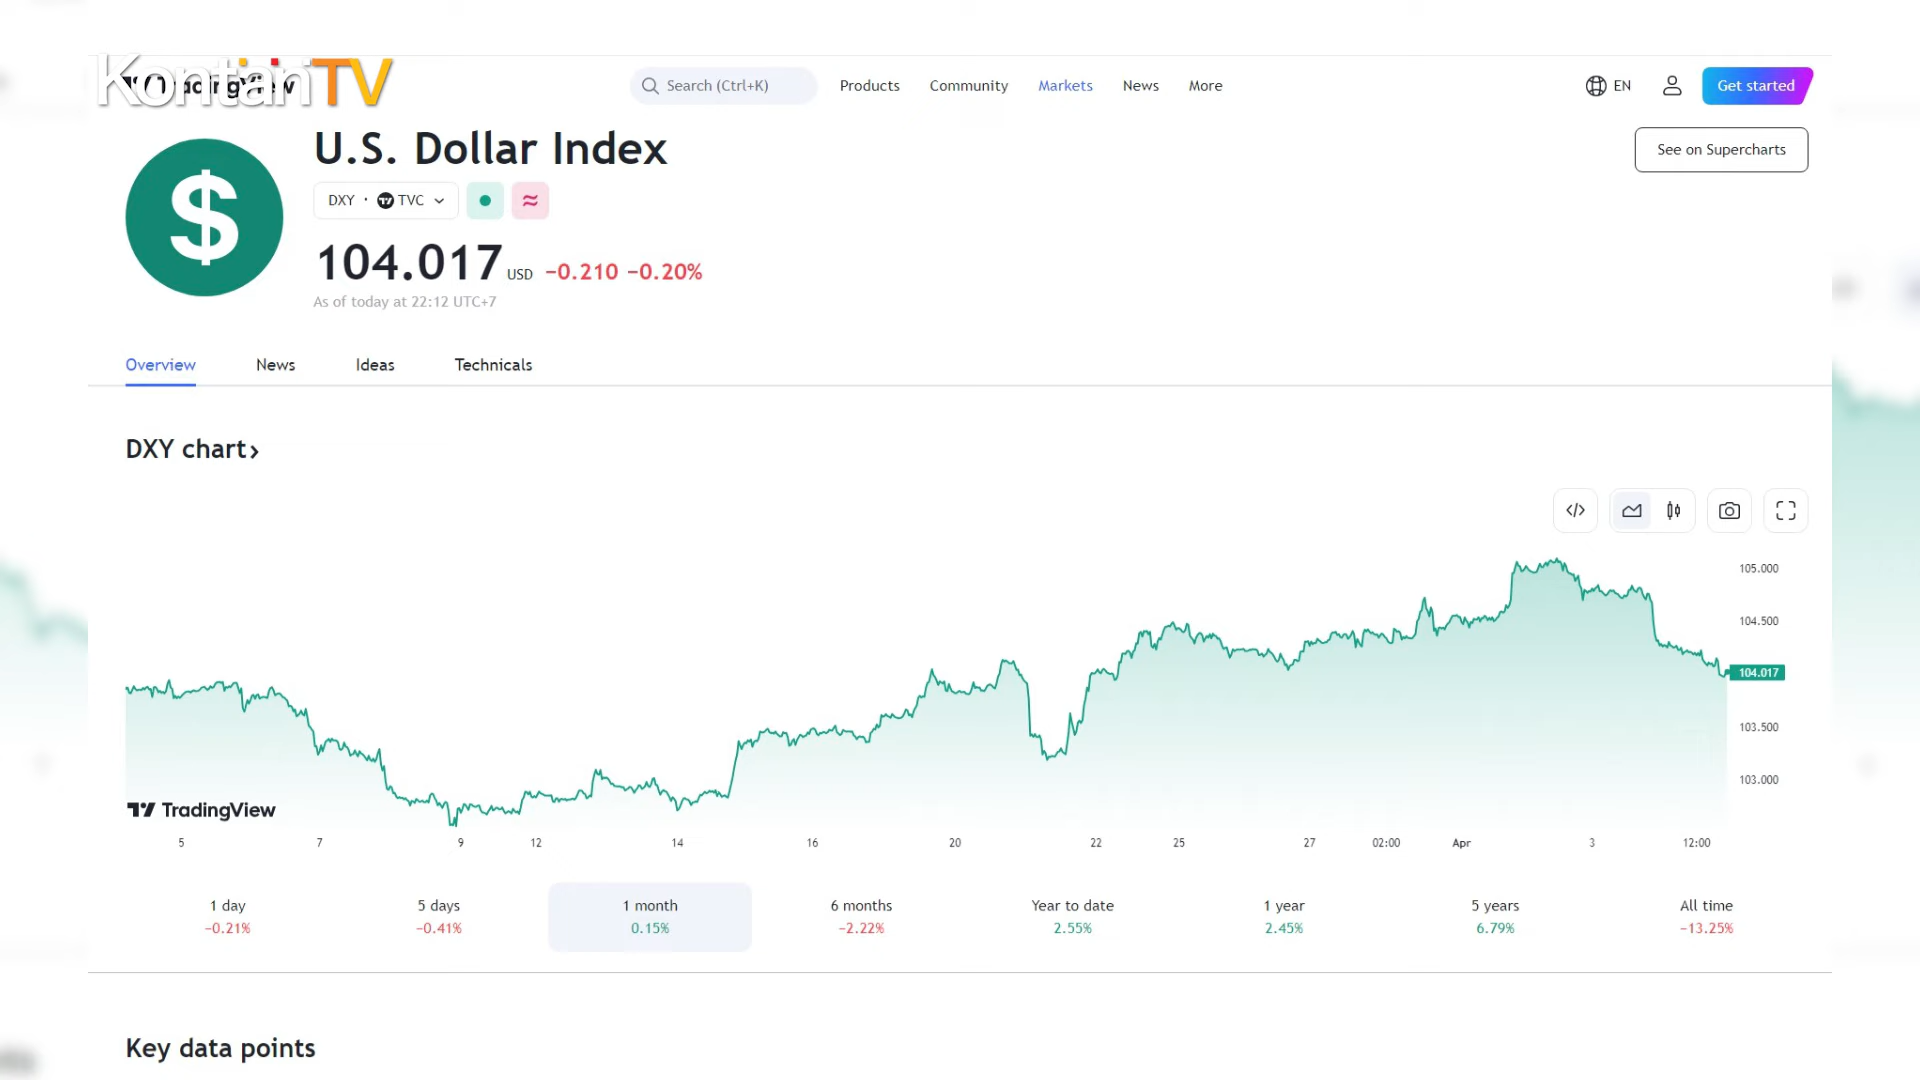 KontanTV
TradingView
Search (Ctrl+K)
Products
Community
Markets
News
More
EN
Get started
$
U.S. Dollar Index
See on Supercharts
DXY · TVC
104.017 USD −0.210 −0.20%
As of today at 22:12 UTC+7
Overview
News
Ideas
Technicals
DXY chart›
105.000
104.500
104.017
103.500
103.000
TradingView
5 7 9 12 14 16 20 22 25 27 02:00 Apr 3 12:00
1 day 5 days 1 month 6 months Year to date 1 year 5 years All time
−0.21% −0.41% 0.15% −2.22% 2.55% 2.45% 6.79% −13.25%
Key data points